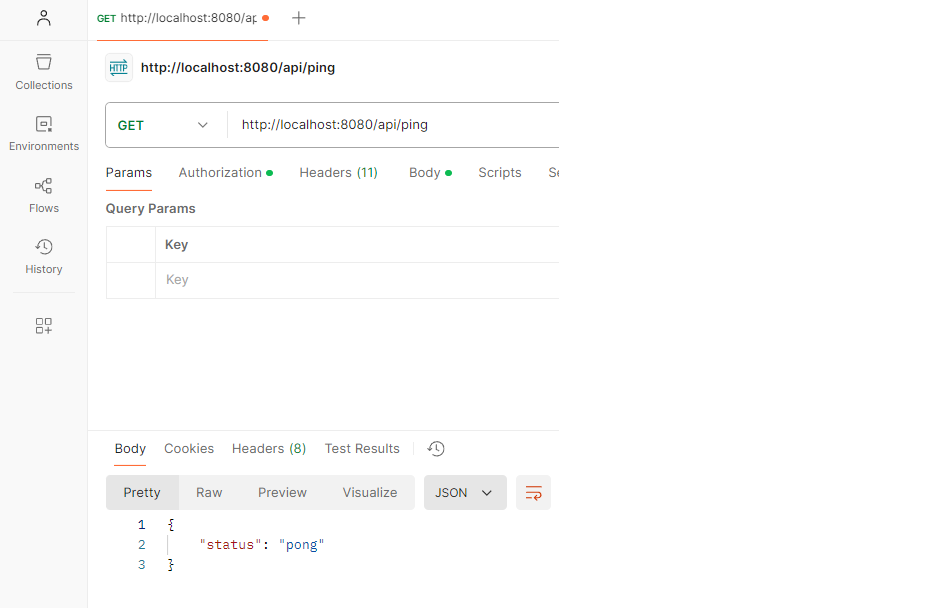 GET http://localhost:8080/ap
HTTP http://localhost:8080/api/ping
Collections
Environments
Flows
History
GET http://localhost:8080/api/ping
Params Authorization Headers (11) Body Scripts Se
Query Params
Key
Key
Body Cookies Headers (8) Test Results
Pretty Raw Preview Visualize JSON
1 {
2 "status": "pong"
3 }